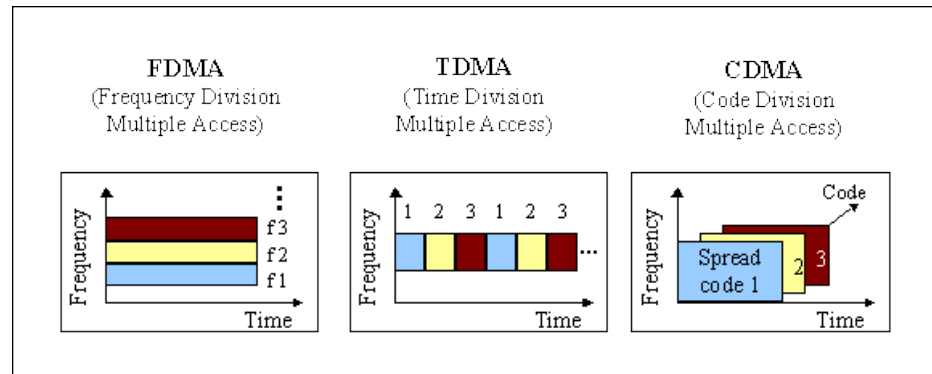 FDMA
(Frequency Division
Multiple Access)
TDMA
(Time Division
Multiple Access)
CDMA
(Code Division
Multiple Access)
Frequency
f3
f2
f1
Time
Frequency
1 2 3 1 2 3
...
Time
Frequency
Code
Spread
code 1
2
3
Time